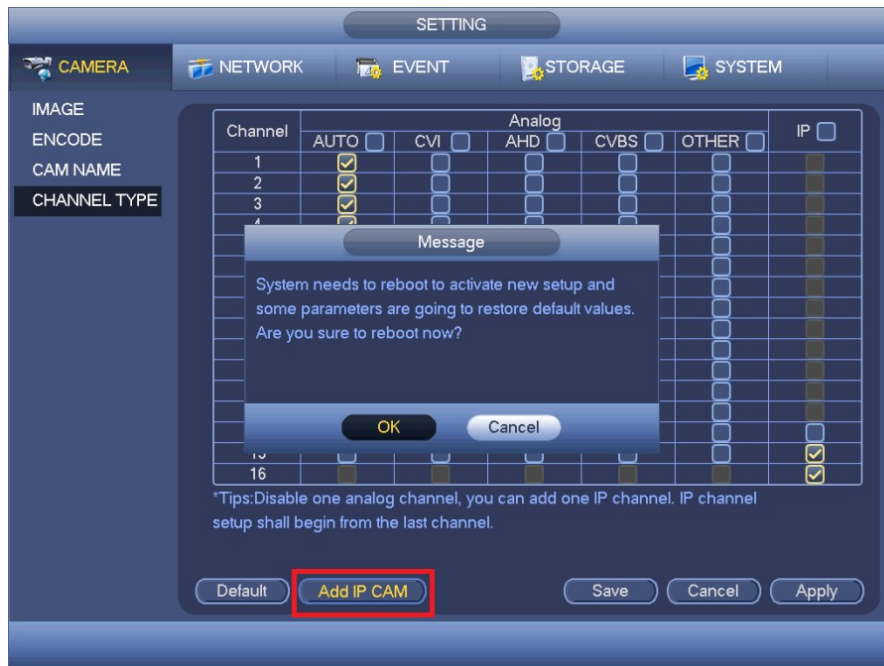 SETTING
CAMERA NETWORK EVENT STORAGE SYSTEM
IMAGE
ENCODE
CAM NAME
CHANNEL TYPE
Channel Analog IP
AUTO CVI AHD CVBS OTHER
1
2
3
Message
System needs to reboot to activate new setup and
some parameters are going to restore default values.
Are you sure to reboot now?
OK Cancel
15
16
*Tips:Disable one analog channel, you can add one IP channel. IP channel
setup shall begin from the last channel.
Default Add IP CAM Save Cancel Apply